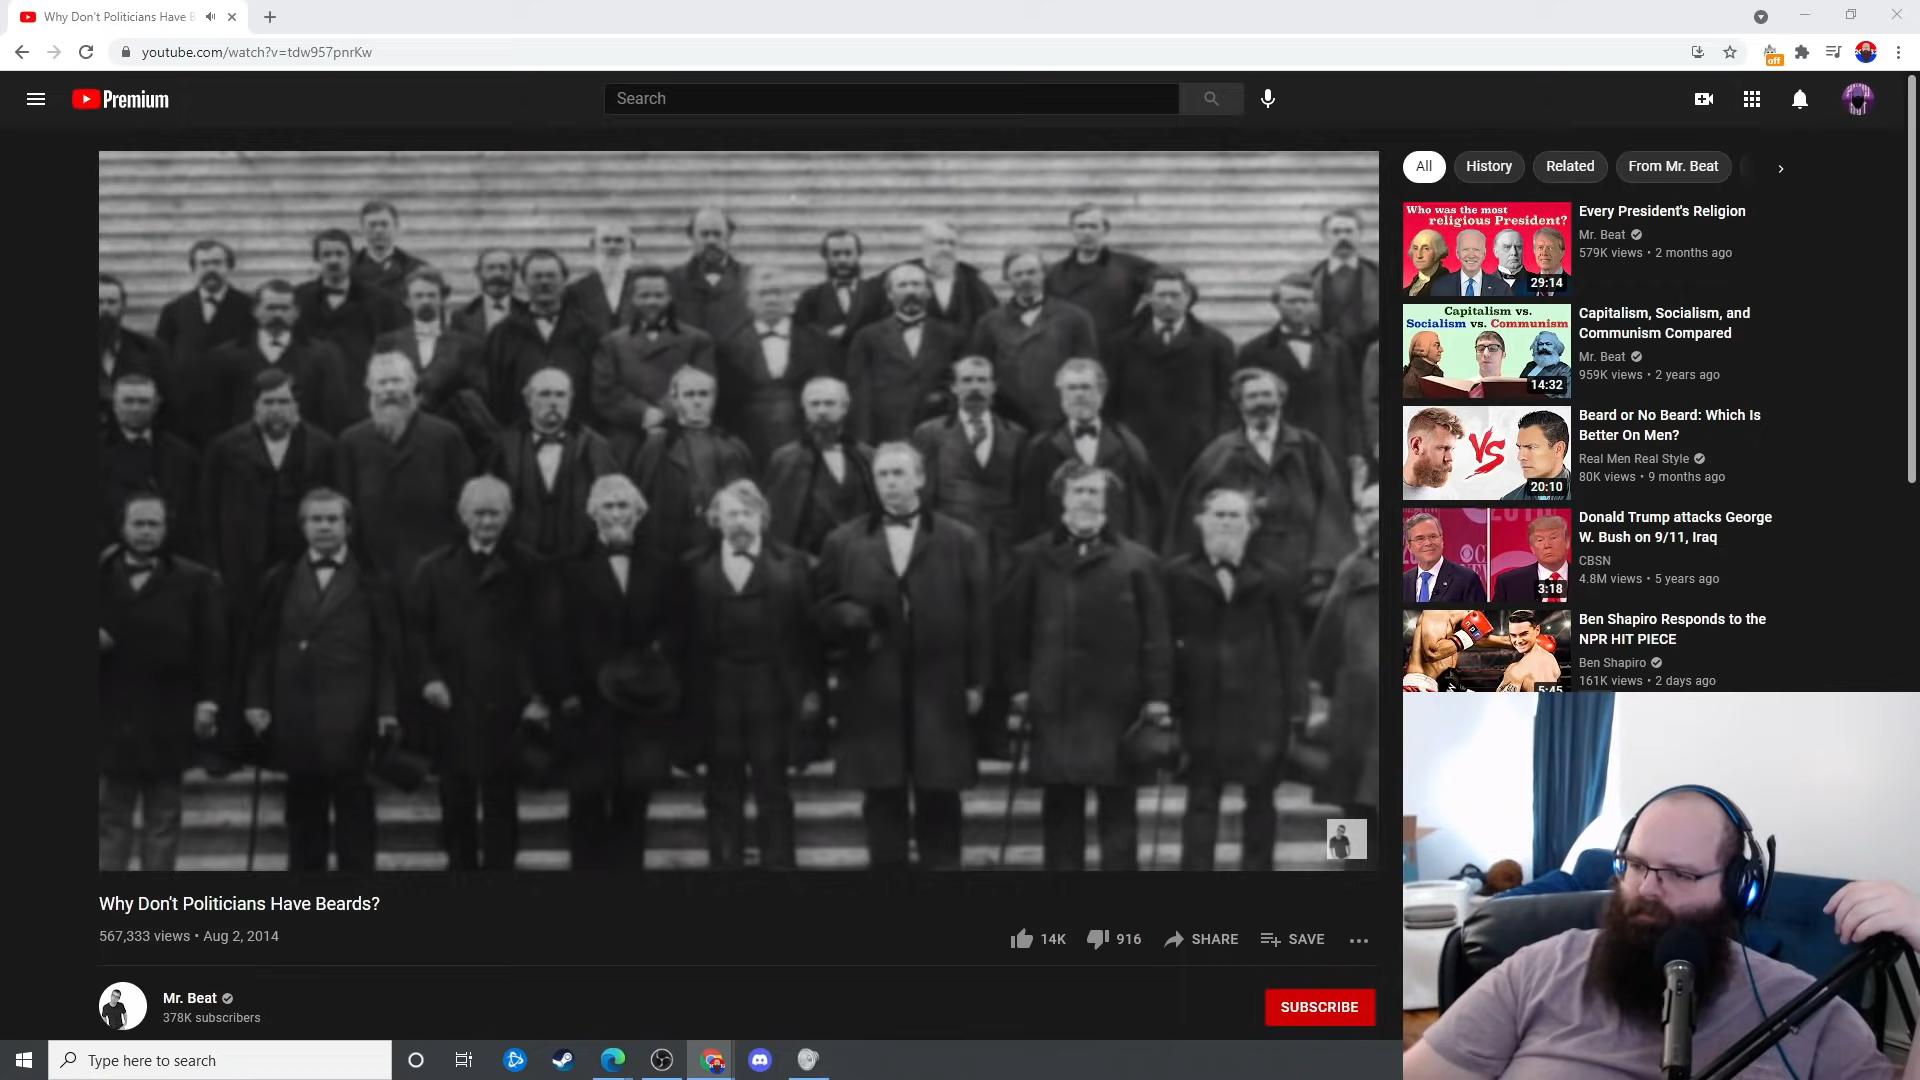 Why Don't Politicians Have B
youtube.com/watch?v=tdw957pnrKw
off
Premium
Search
All
History
Related
From Mr. Beat
Who was the most
religious President?
29:14
Every President's Religion
Mr. Beat
579K views • 2 months ago
Capitalism vs.
Socialism vs. Communism
14:32
Capitalism, Socialism, and
Communism Compared
Mr. Beat
959K views • 2 years ago
VS
20:10
Beard or No Beard: Which Is
Better On Men?
Real Men Real Style
80K views • 9 months ago
3:18
Donald Trump attacks George
W. Bush on 9/11, Iraq
CBSN
4.8M views • 5 years ago
npr
5:45
Ben Shapiro Responds to the
NPR HIT PIECE
Ben Shapiro
161K views • 2 days ago
Why Don't Politicians Have Beards?
567,333 views • Aug 2, 2014
14K
916
SHARE
SAVE
Mr. Beat
378K subscribers
SUBSCRIBE
Type here to search